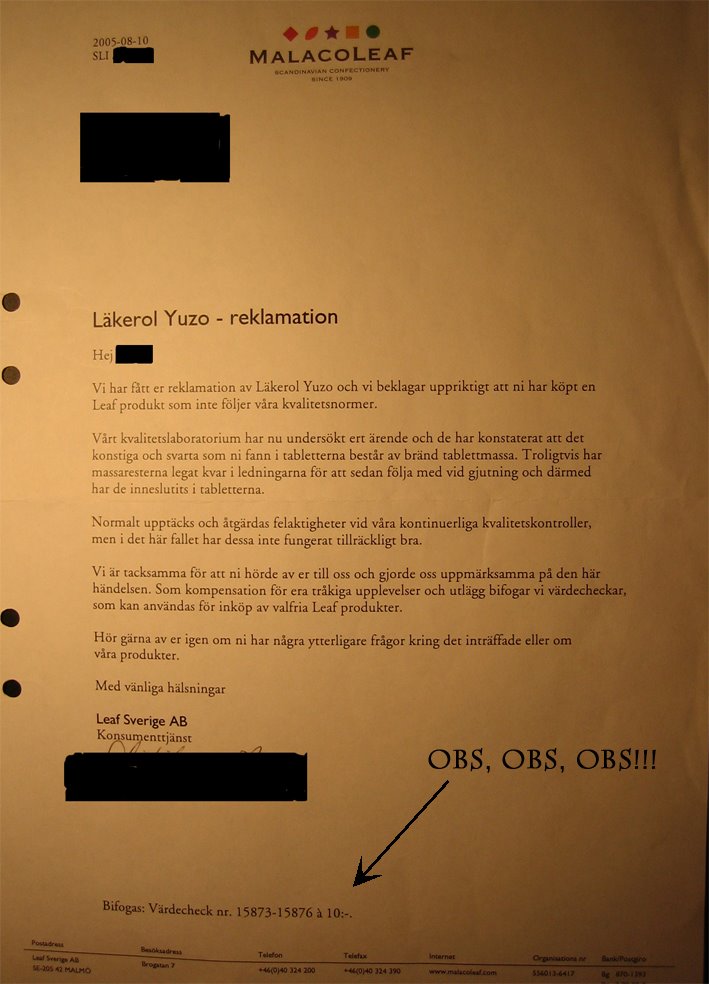 2005-08-10
SLI
MALACOLEAF
SCANDINAVIAN CONFECTIONERY
SINCE 1909
Läkerol Yuzo - reklamation
Hej
Vi har fått er reklamation av Läkerol Yuzo och vi beklagar uppriktigt att ni har köpt en
Leaf produkt som inte följer våra kvalitetsnormer.
Vårt kvalitetslaboratorium har nu undersökt ert ärende och de har konstaterat att det
konstiga och svarta som ni fann i tabletterna består av bränd tablettmassa. Troligtvis har
massaresterna legat kvar i ledningarna för att sedan följa med vid gjutning och därmed
har de inneslutits i tabletterna.
Normalt upptäcks och åtgärdas felaktigheter vid våra kontinuerliga kvalitetskontroller,
men i det här fallet har dessa inte fungerat tillräckligt bra.
Vi är tacksamma för att ni hörde av er till oss och gjorde oss uppmärksamma på den här
händelsen. Som kompensation för era tråkiga upplevelser och utlägg bifogar vi värdecheckar,
som kan användas för inköp av valfria Leaf produkter.
Hör gärna av er igen om ni har några ytterligare frågor kring det inträffade eller om
våra produkter.
Med vänliga hälsningar
Leaf Sverige AB
Konsumenttjänst
OBS, OBS, OBS!!!
Bifogas: Värdecheck nr. 15873-15876 à 10:-.
Postadress Besöksadress Telefon Telefax Internet Organisations nr Bank/Postgiro
Leaf Sverige AB Brogatan 7 +46(0)40 324 200 +46(0)40 324 390 www.malacoleaf.com 556013-6417 Bg 870-1393
SE-205 42 MALMÖ